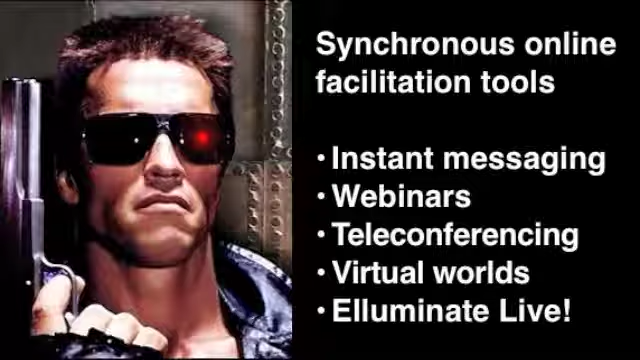 Synchronous online
facilitation tools
• Instant messaging
• Webinars
• Teleconferencing
• Virtual worlds
• Elluminate Live!